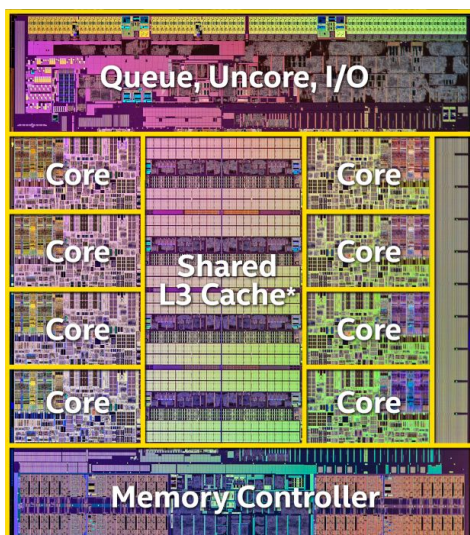 Queue, Uncore, I/O
Core
Core
Core
Core
Shared
L3 Cache*
Core
Core
Core
Core
Memory Controller